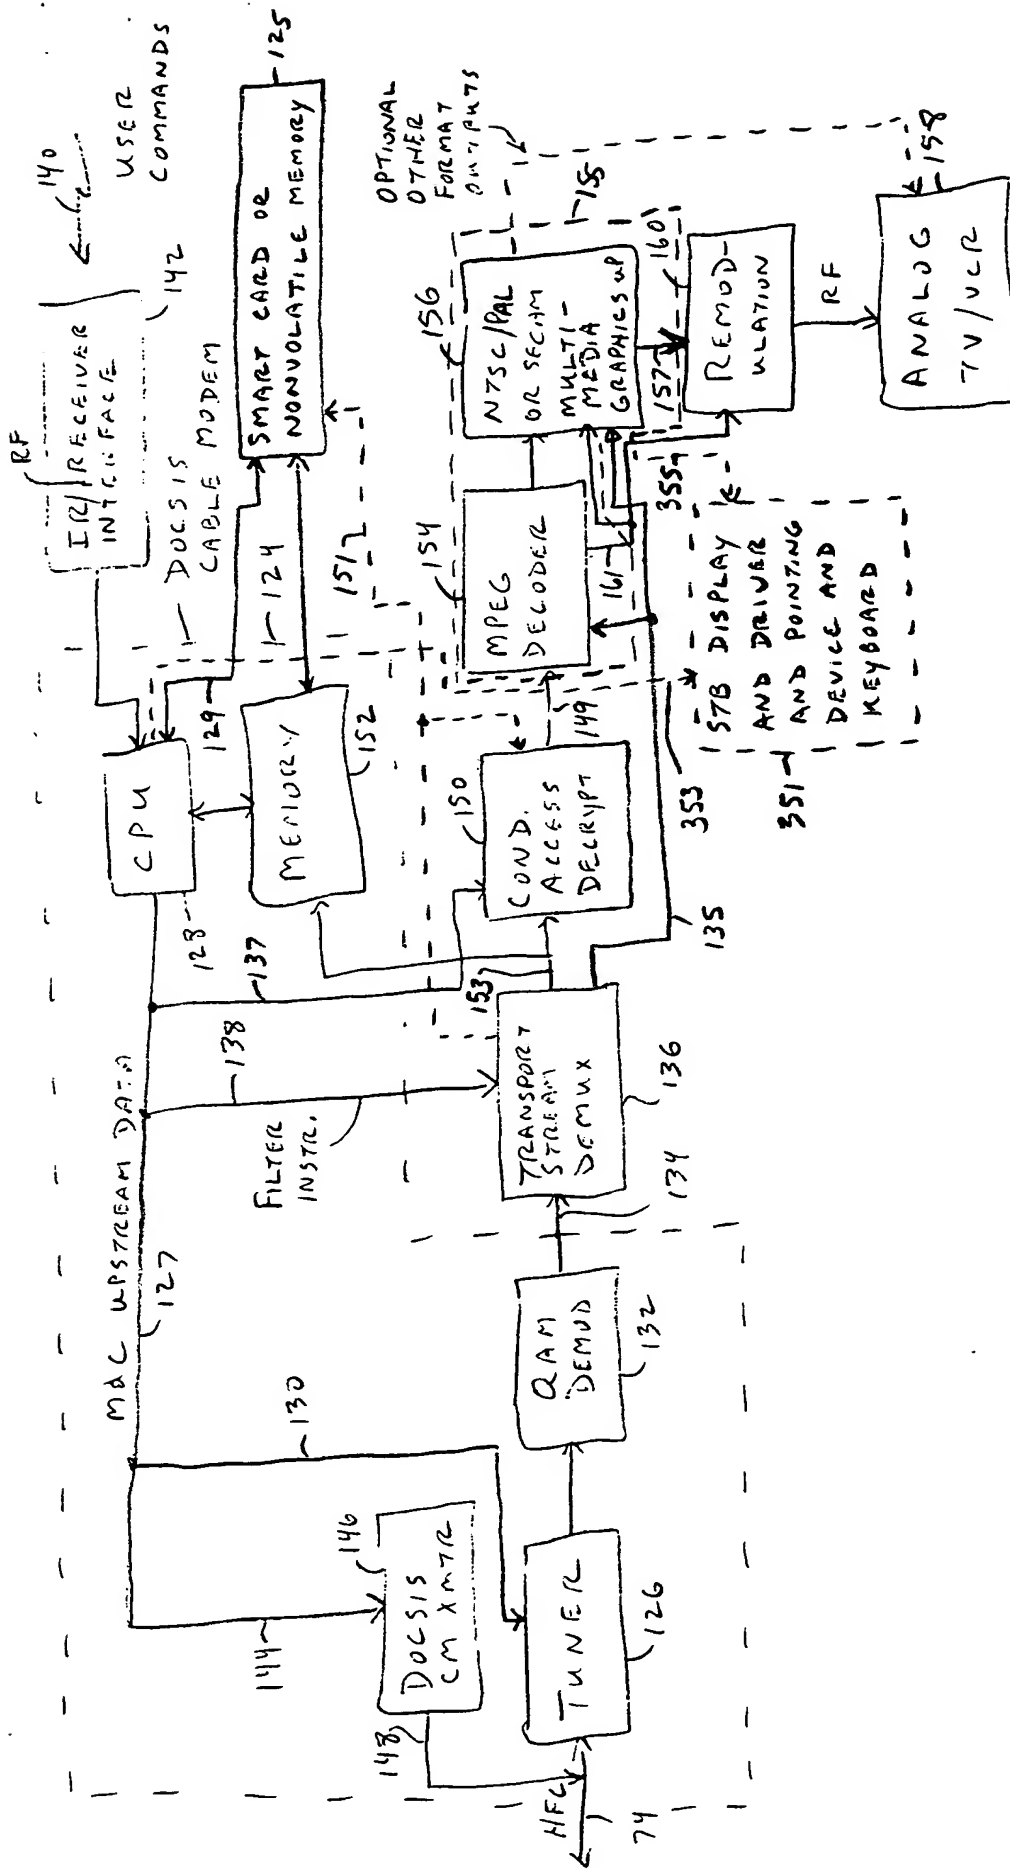 140
USER
COMMANDS
RF
IR/RECEIVER
INTERFACE
142
DOCSIS
CABLE MODEM
SMART CARD OR
NONVOLATILE MEMORY
125
124
129
CPU
128
MEMORY
152
MAC UPSTREAM DATA
127
137
138
FILTER
INSTR.
130
144
DOCSIS
CM XMTR
146
148
HFC
74
TUNER
126
QAM
DEMOD
132
134
TRANSPORT
STREAM
DEMUX
136
153
135
COND.
ACCESS
DECRYPT
150
149
MPEG
DECODER
154
161
NTSC/PAL
OR SECAM
MULTI-
MEDIA
GRAPHICS UP
156
155
157
160
OPTIONAL
OTHER
FORMAT
OUTPUTS
REMOD-
ULATION
RF
ANALOG
TV/VCR
158
STB DISPLAY
AND DRIVER
AND POINTING
DEVICE AND
KEYBOARD
351
353